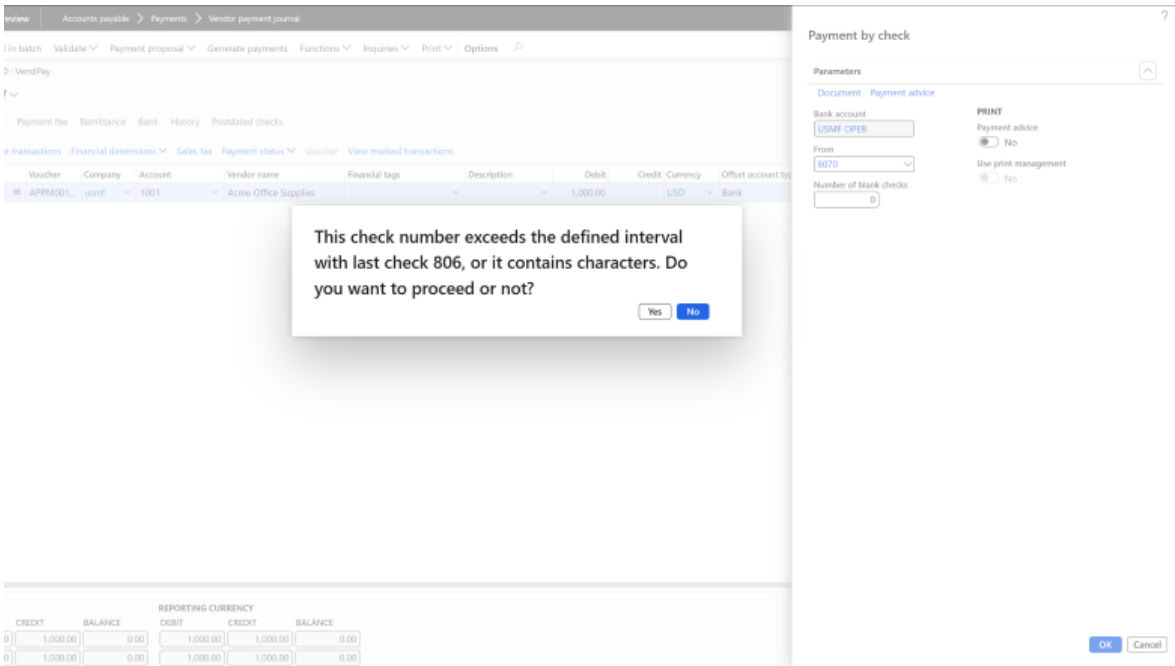 review Accounts payable > Payments > Vendor payment journal
?
Payment by check
t in batch Validate Payment proposal Generate payments Functions Inquiries Print Options
Parameters
: VendPay
Document Payment advice
Bank account
USMF OPER
From
8070
Number of blank checks
0
PRINT
Payment advice
No
Use print management
No
Payment fee Remittance Bank History Postdated checks
e transactions Financial dimensions Sales tax Payment status Voucher View marked transactions
Voucher Company Account Vendor name Financial tags Description Debit Credit Currency Offset account typ
APPM001... usmf 1001 Acme Office Supplies 1,000.00 USD Bank
This check number exceeds the defined interval
with last check 806, or it contains characters. Do
you want to proceed or not?
Yes No
REPORTING CURRENCY
CREDIT BALANCE DEBIT CREDIT BALANCE
1,000.00 0.00 1,000.00 1,000.00 0.00
1,000.00 0.00 1,000.00 1,000.00 0.00
OK Cancel